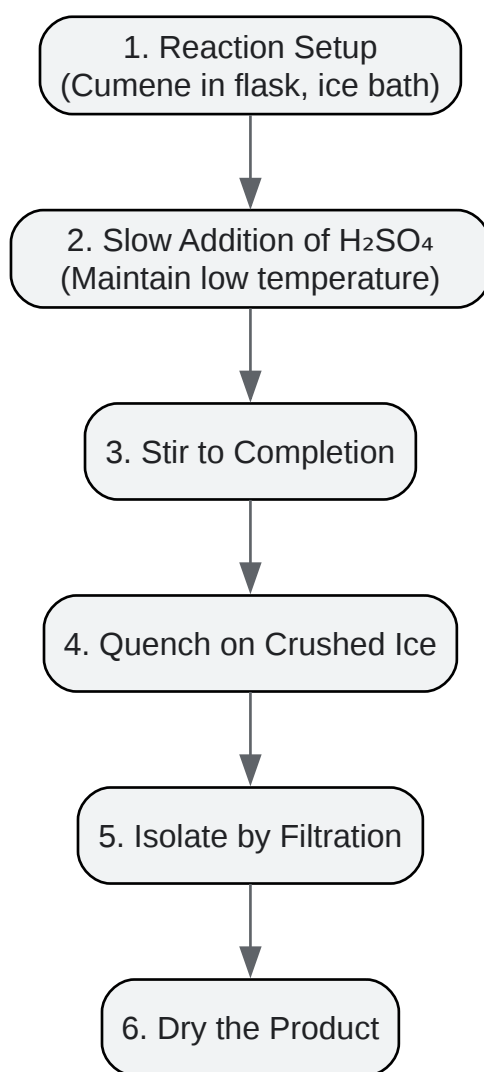 1. Reaction Setup
(Cumene in flask, ice bath)
2. Slow Addition of H₂SO₄
(Maintain low temperature)
3. Stir to Completion
4. Quench on Crushed Ice
5. Isolate by Filtration
6. Dry the Product